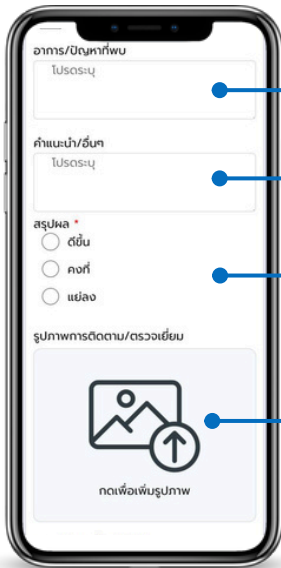 อาการ/ปัญหาที่พบ
โปรดระบุ
คำแนะนำ/อื่นๆ
โปรดระบุ
สรุปผล *
ดีขึ้น
คงที่
แย่ลง
รูปภาพการติดตาม/ตรวจเยี่ยม
กดเพื่อเพิ่มรูปภาพ